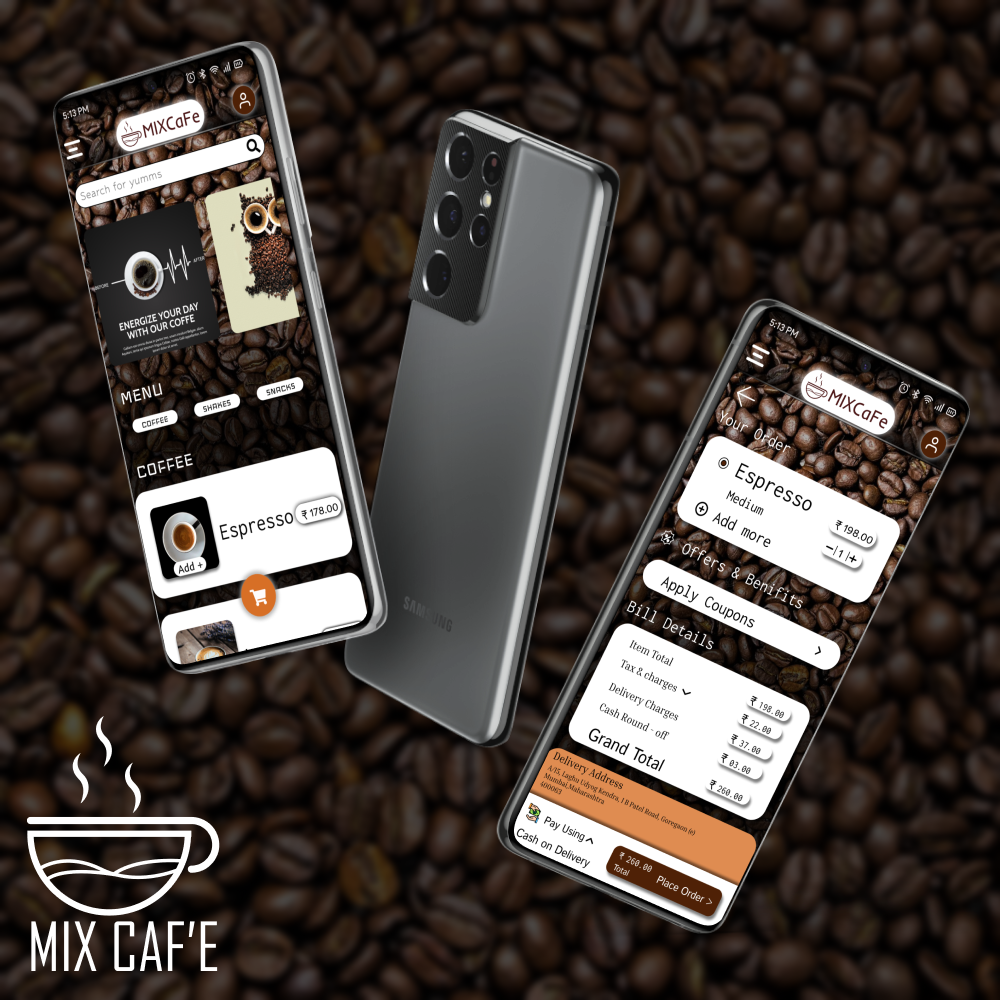 5:13 PM
MIXCaFe
Search for yumms
BEFORE
AFTER
ENERGIZE YOUR DAY
WITH OUR COFFE
MENU
COFFEE
SHAKES
SNACKS
COFFEE
Espresso
₹ 178.00
Add +
SAMSUNG
5:13 PM
MIXCaFe
Your Order
Espresso
Medium
₹ 198.00
Add more
−|1|+
Offers & Benifits
Apply Coupons >
Bill Details
Item Total ₹ 198.00
Tax & charges ₹ 22.00
Delivery Charges ₹ 37.00
Cash Round - off ₹ 03.00
Grand Total ₹ 260.00
Delivery Address
A/15, Laghu Udyog Kendra, I B Patel Road, Goregaon (e)
Mumbai,Maharashtra
400063
Pay Using
Cash on Delivery
₹ 260.00
Total
Place Order >
MIX CAF'E